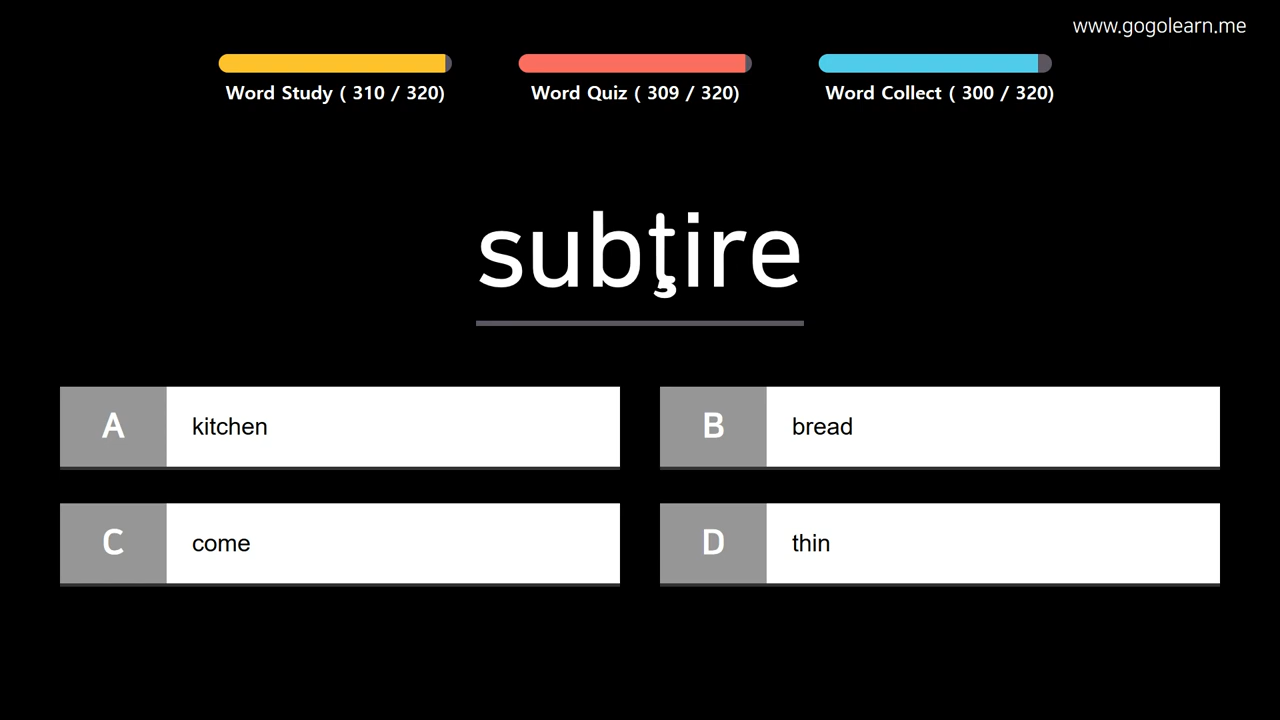 www.gogolearn.me
Word Study ( 310 / 320)
Word Quiz ( 309 / 320)
Word Collect ( 300 / 320)
subţire
A kitchen
B bread
C come
D thin